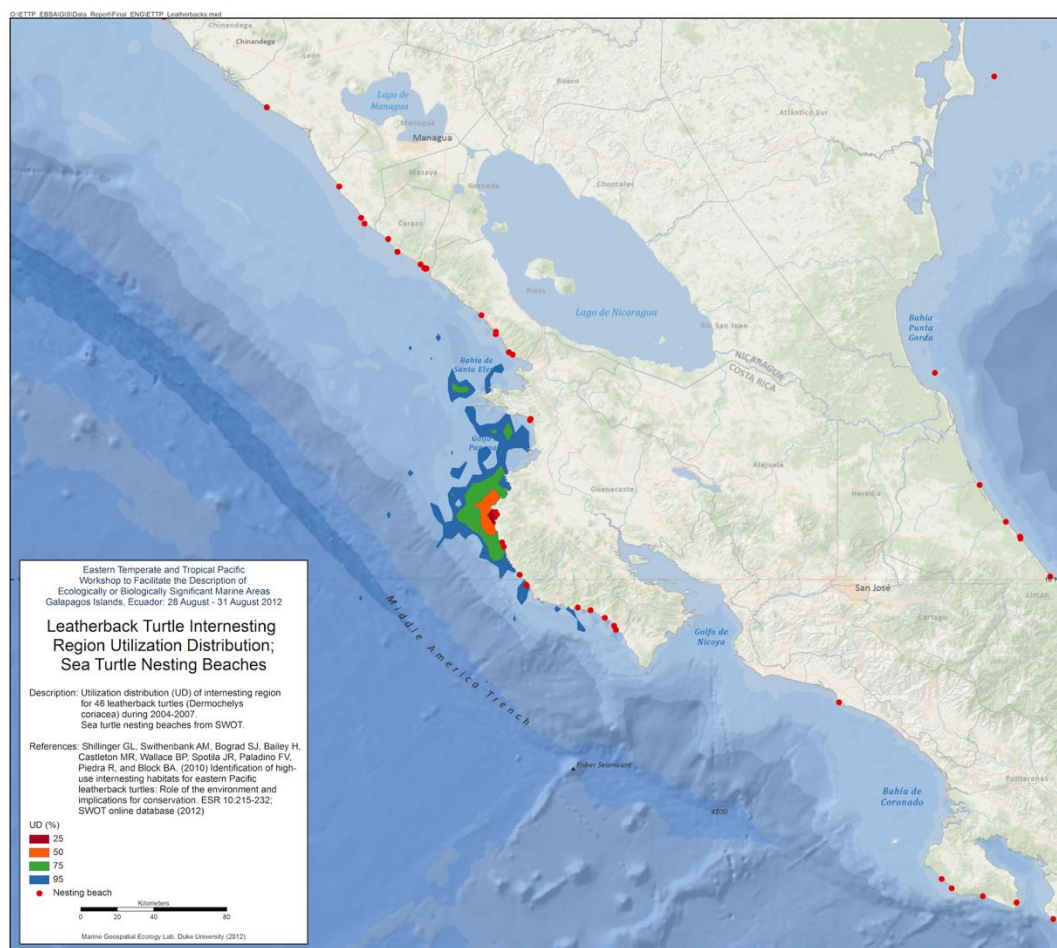 O:\ETTP_EBSA\GIS\Data_Report\Final_ENG\ETTP_Leatherbacks.mxd
Chinandega
Chinandega
León
Lago de
Managua
Managua
Managua
Masaya
Granada
Carazo
Rivas
Boaco
Chontales
Atlántico Sur
Lago de Nicaragua
Río San Juan
NICARAGUA
COSTA RICA
Bahía
Punta
Gorda
Bahía de
Santa
Guanacaste
Alajuela
Heredia
San José
Limón
Cartago
Golfo de
Nicoya
Puntarenas
Bahía de
Coronado
Middle America Trench
Fisher Seamount
4200
Eastern Temperate and Tropical Pacific
Workshop to Facilitate the Description of
Ecologically or Biologically Significant Marine Areas
Galapagos Islands, Ecuador: 28 August - 31 August 2012
Leatherback Turtle Internesting
Region Utilization Distribution;
Sea Turtle Nesting Beaches
Description: Utilization distribution (UD) of internesting region
for 46 leatherback turtles (Dermochelys
coriacea) during 2004-2007.
Sea turtle nesting beaches from SWOT.
References: Shillinger GL, Swithenbank AM, Bograd SJ, Bailey H,
Castleton MR, Wallace BP, Spotila JR, Paladino FV,
Piedra R, and Block BA. (2010) Identification of high-
use internesting habitats for eastern Pacific
leatherback turtles: Role of the environment and
implications for conservation. ESR 10:215-232;
SWOT online database (2012)
UD (%)
25
50
75
95
Nesting beach
Kilometers
0 20 40 60 80
Marine Geospatial Ecology Lab, Duke University (2012)